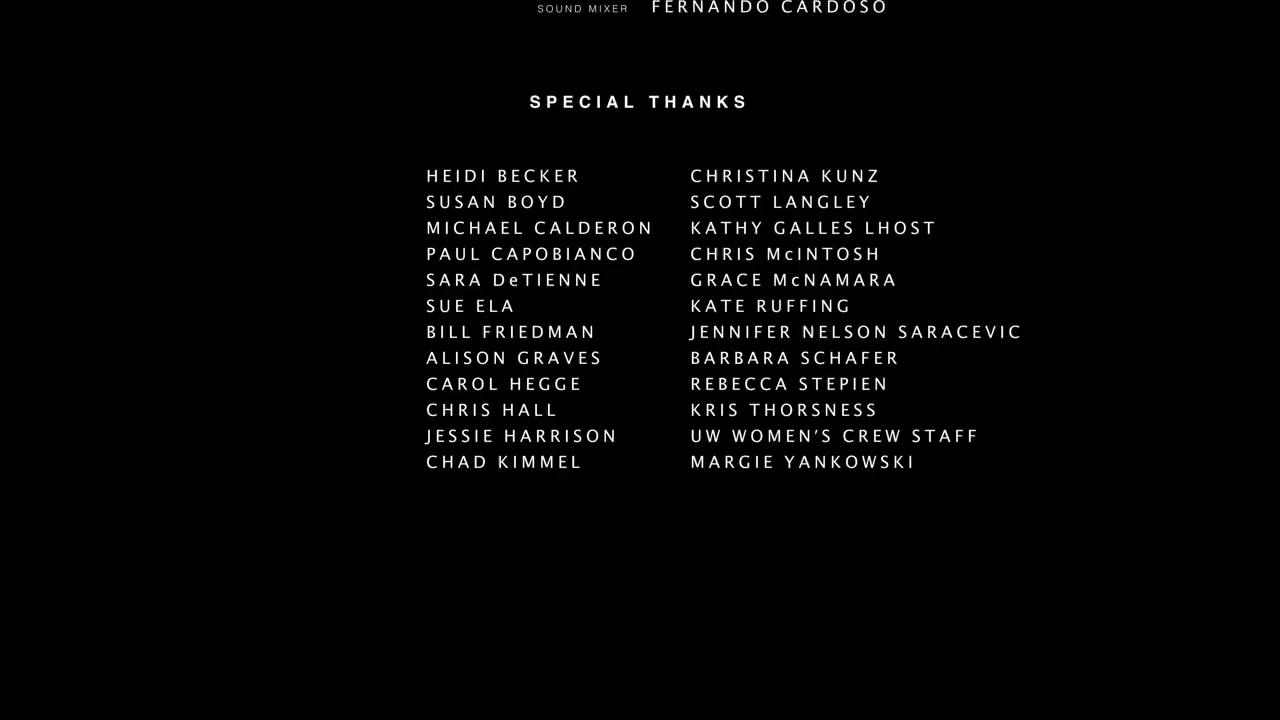 SOUND MIXER FERNANDO CARDOSO
SPECIAL THANKS
HEIDI BECKER
SUSAN BOYD
MICHAEL CALDERON
PAUL CAPOBIANCO
SARA DeTIENNE
SUE ELA
BILL FRIEDMAN
ALISON GRAVES
CAROL HEGGE
CHRIS HALL
JESSIE HARRISON
CHAD KIMMEL
CHRISTINA KUNZ
SCOTT LANGLEY
KATHY GALLES LHOST
CHRIS McINTOSH
GRACE McNAMARA
KATE RUFFING
JENNIFER NELSON SARACEVIC
BARBARA SCHAFER
REBECCA STEPIEN
KRIS THORSNESS
UW WOMEN’S CREW STAFF
MARGIE YANKOWSKI